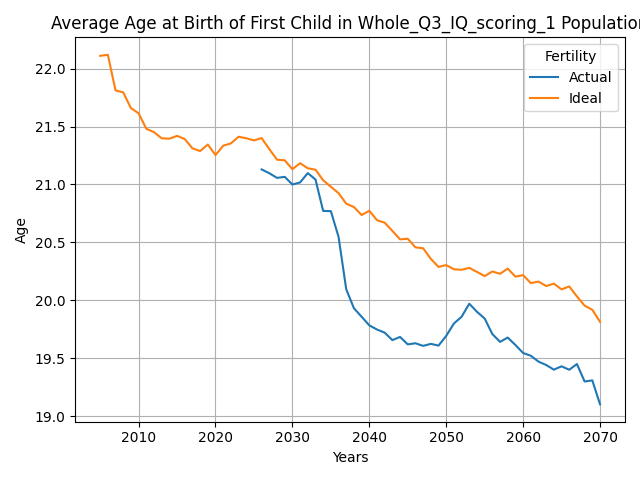 Average Age at Birth of First Child in Whole_Q3_IQ_scoring_1 Population
Fertility
Actual
Ideal
22.0
21.5
21.0
20.5
20.0
19.5
19.0
Age
2010 2020 2030 2040 2050 2060 2070
Years